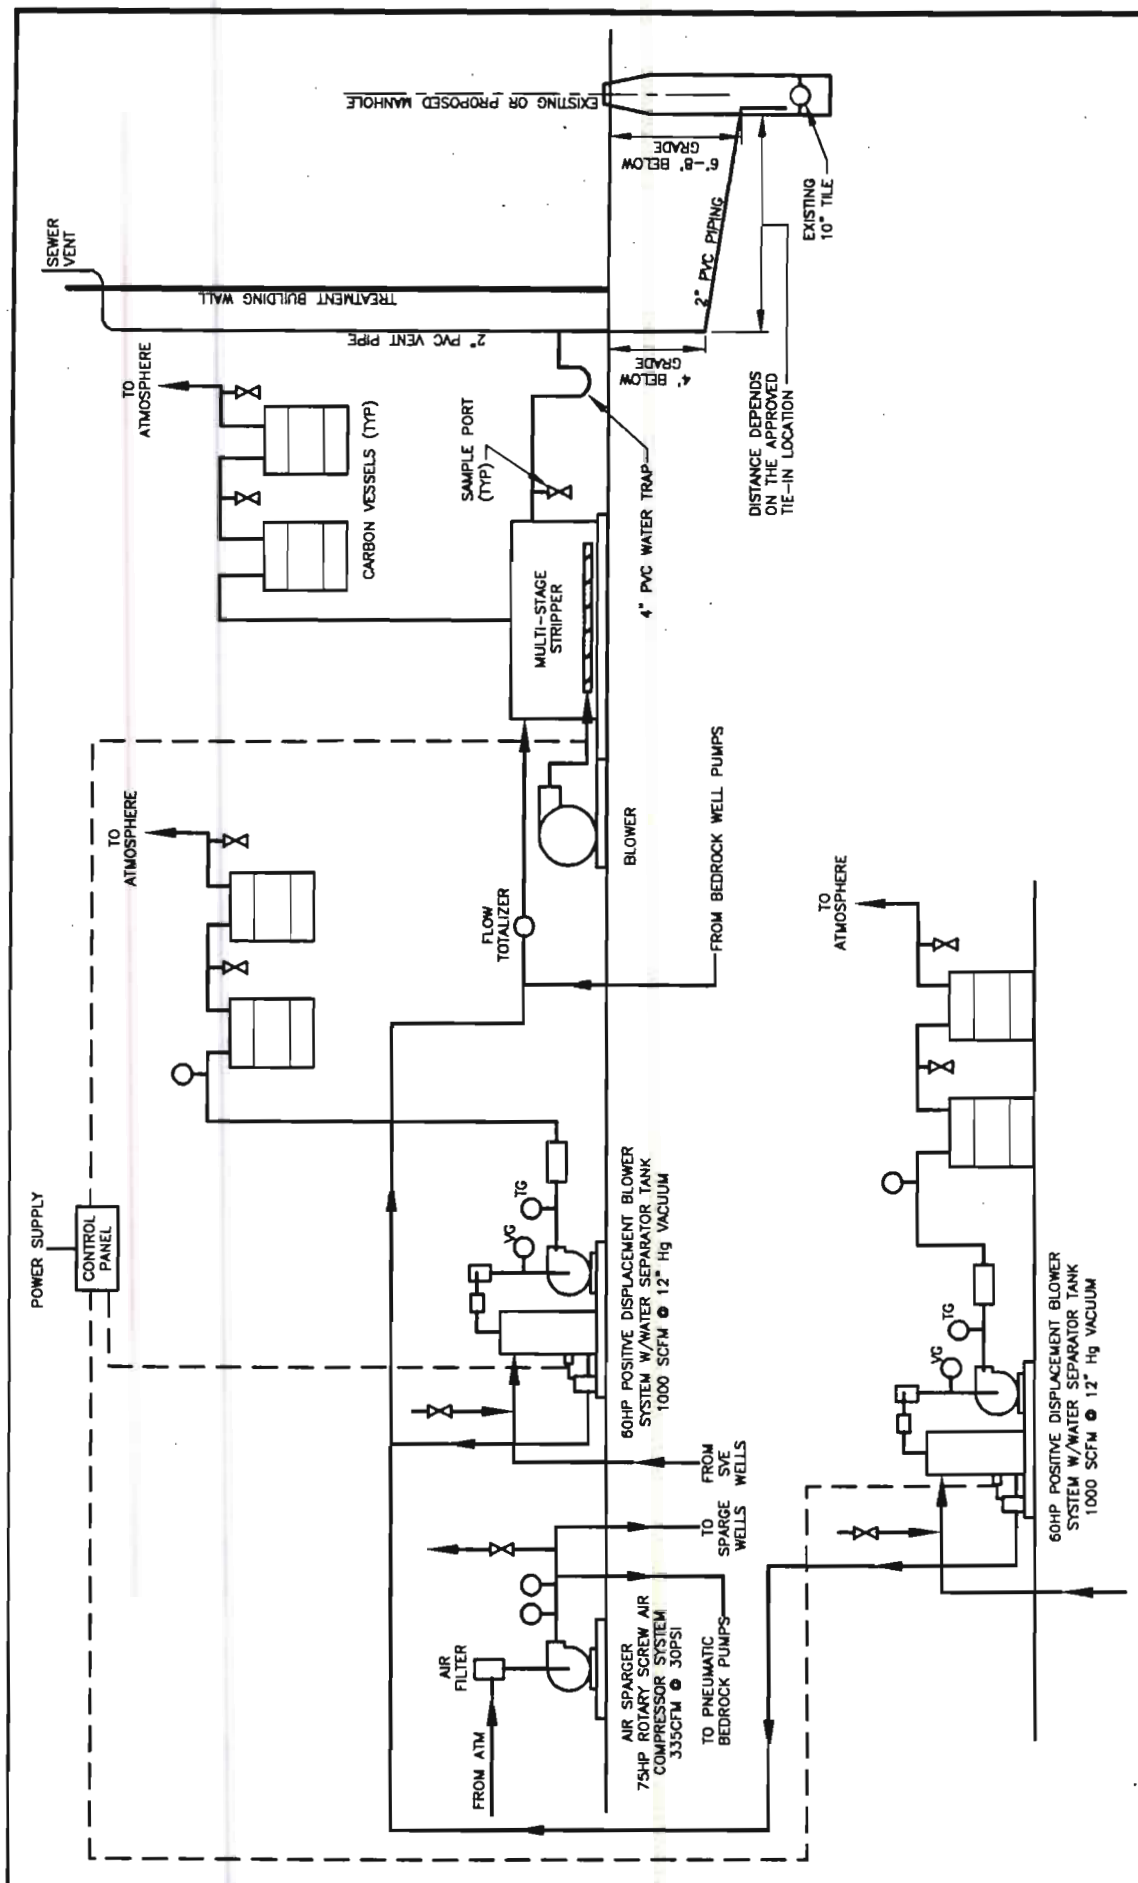 POWER SUPPLY
CONTROL
PANEL
TO
ATMOSPHERE
TO
ATMOSPHERE
SEWER
VENT
CARBON VESSELS (TYP)
2" PVC VENT PIPE
TREATMENT BUILDING WALL
EXISTING OR PROPOSED MANHOLE
SAMPLE PORT
(TYP)
MULTI-STAGE
STRIPPER
FLOW
TOTALIZER
BLOWER
4" PVC WATER TRAP
4' BELOW
GRADE
6'-8' BELOW
GRADE
2" PVC PIPING
EXISTING
10" TILE
DISTANCE DEPENDS
ON THE APPROVED
TIE-IN LOCATION
FROM BEDROCK WELL PUMPS
VG
TG
60HP POSITIVE DISPLACEMENT BLOWER
SYSTEM W/WATER SEPARATOR TANK
1000 SCFM @ 12" Hg VACUUM
FROM
SVE
WELLS
TO
SPARGE
WELLS
AIR
FILTER
FROM ATM
AIR SPARGER
75HP ROTARY SCREW AIR
COMPRESSOR SYSTEM
335CFM @ 30PSI
TO PNEUMATIC
BEDROCK PUMPS
TO
ATMOSPHERE
VG
TG
60HP POSITIVE DISPLACEMENT BLOWER
SYSTEM W/WATER SEPARATOR TANK
1000 SCFM @ 12" Hg VACUUM